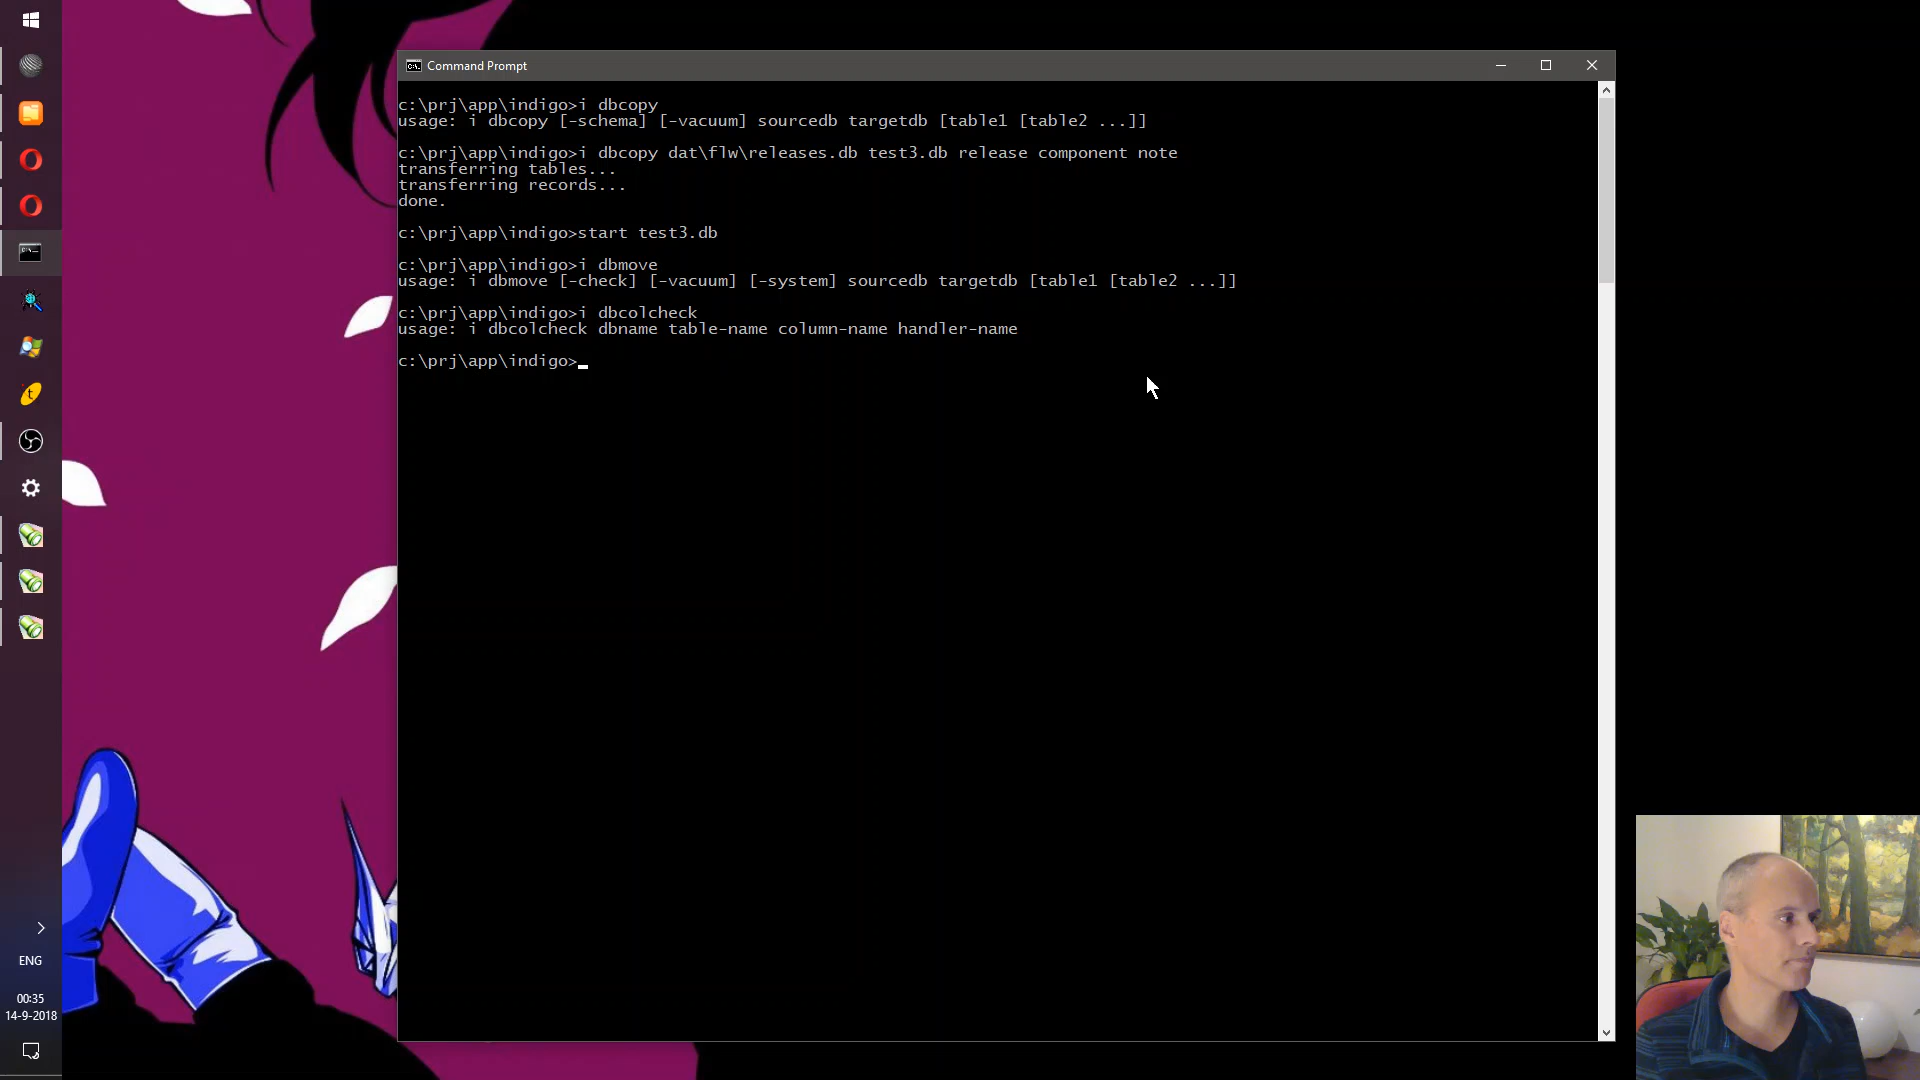 Command Prompt
c:\prj\app\indigo>i dbcopy
usage: i dbcopy [-schema] [-vacuum] sourcedb targetdb [table1 [table2 ...]]
c:\prj\app\indigo>i dbcopy dat\flw\releases.db test3.db release component note
transferring tables...
transferring records...
done.
c:\prj\app\indigo>start test3.db
c:\prj\app\indigo>i dbmove
usage: i dbmove [-check] [-vacuum] [-system] sourcedb targetdb [table1 [table2 ...]]
c:\prj\app\indigo>i dbcolcheck
usage: i dbcolcheck dbname table-name column-name handler-name
c:\prj\app\indigo>
ENG
00:35
14-9-2018